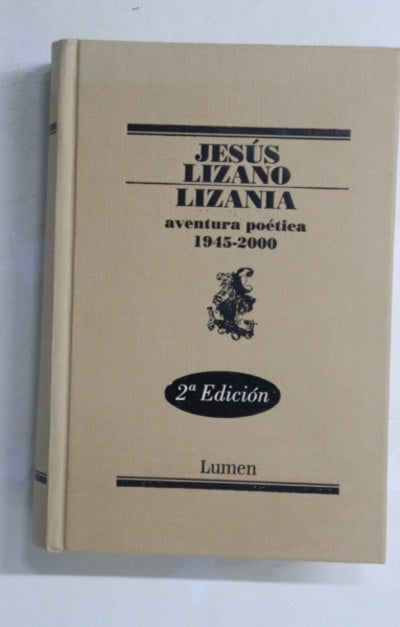 JESÚS
LIZANO
LIZANIA
aventura poética
1945-2000
2ª Edición
Lumen